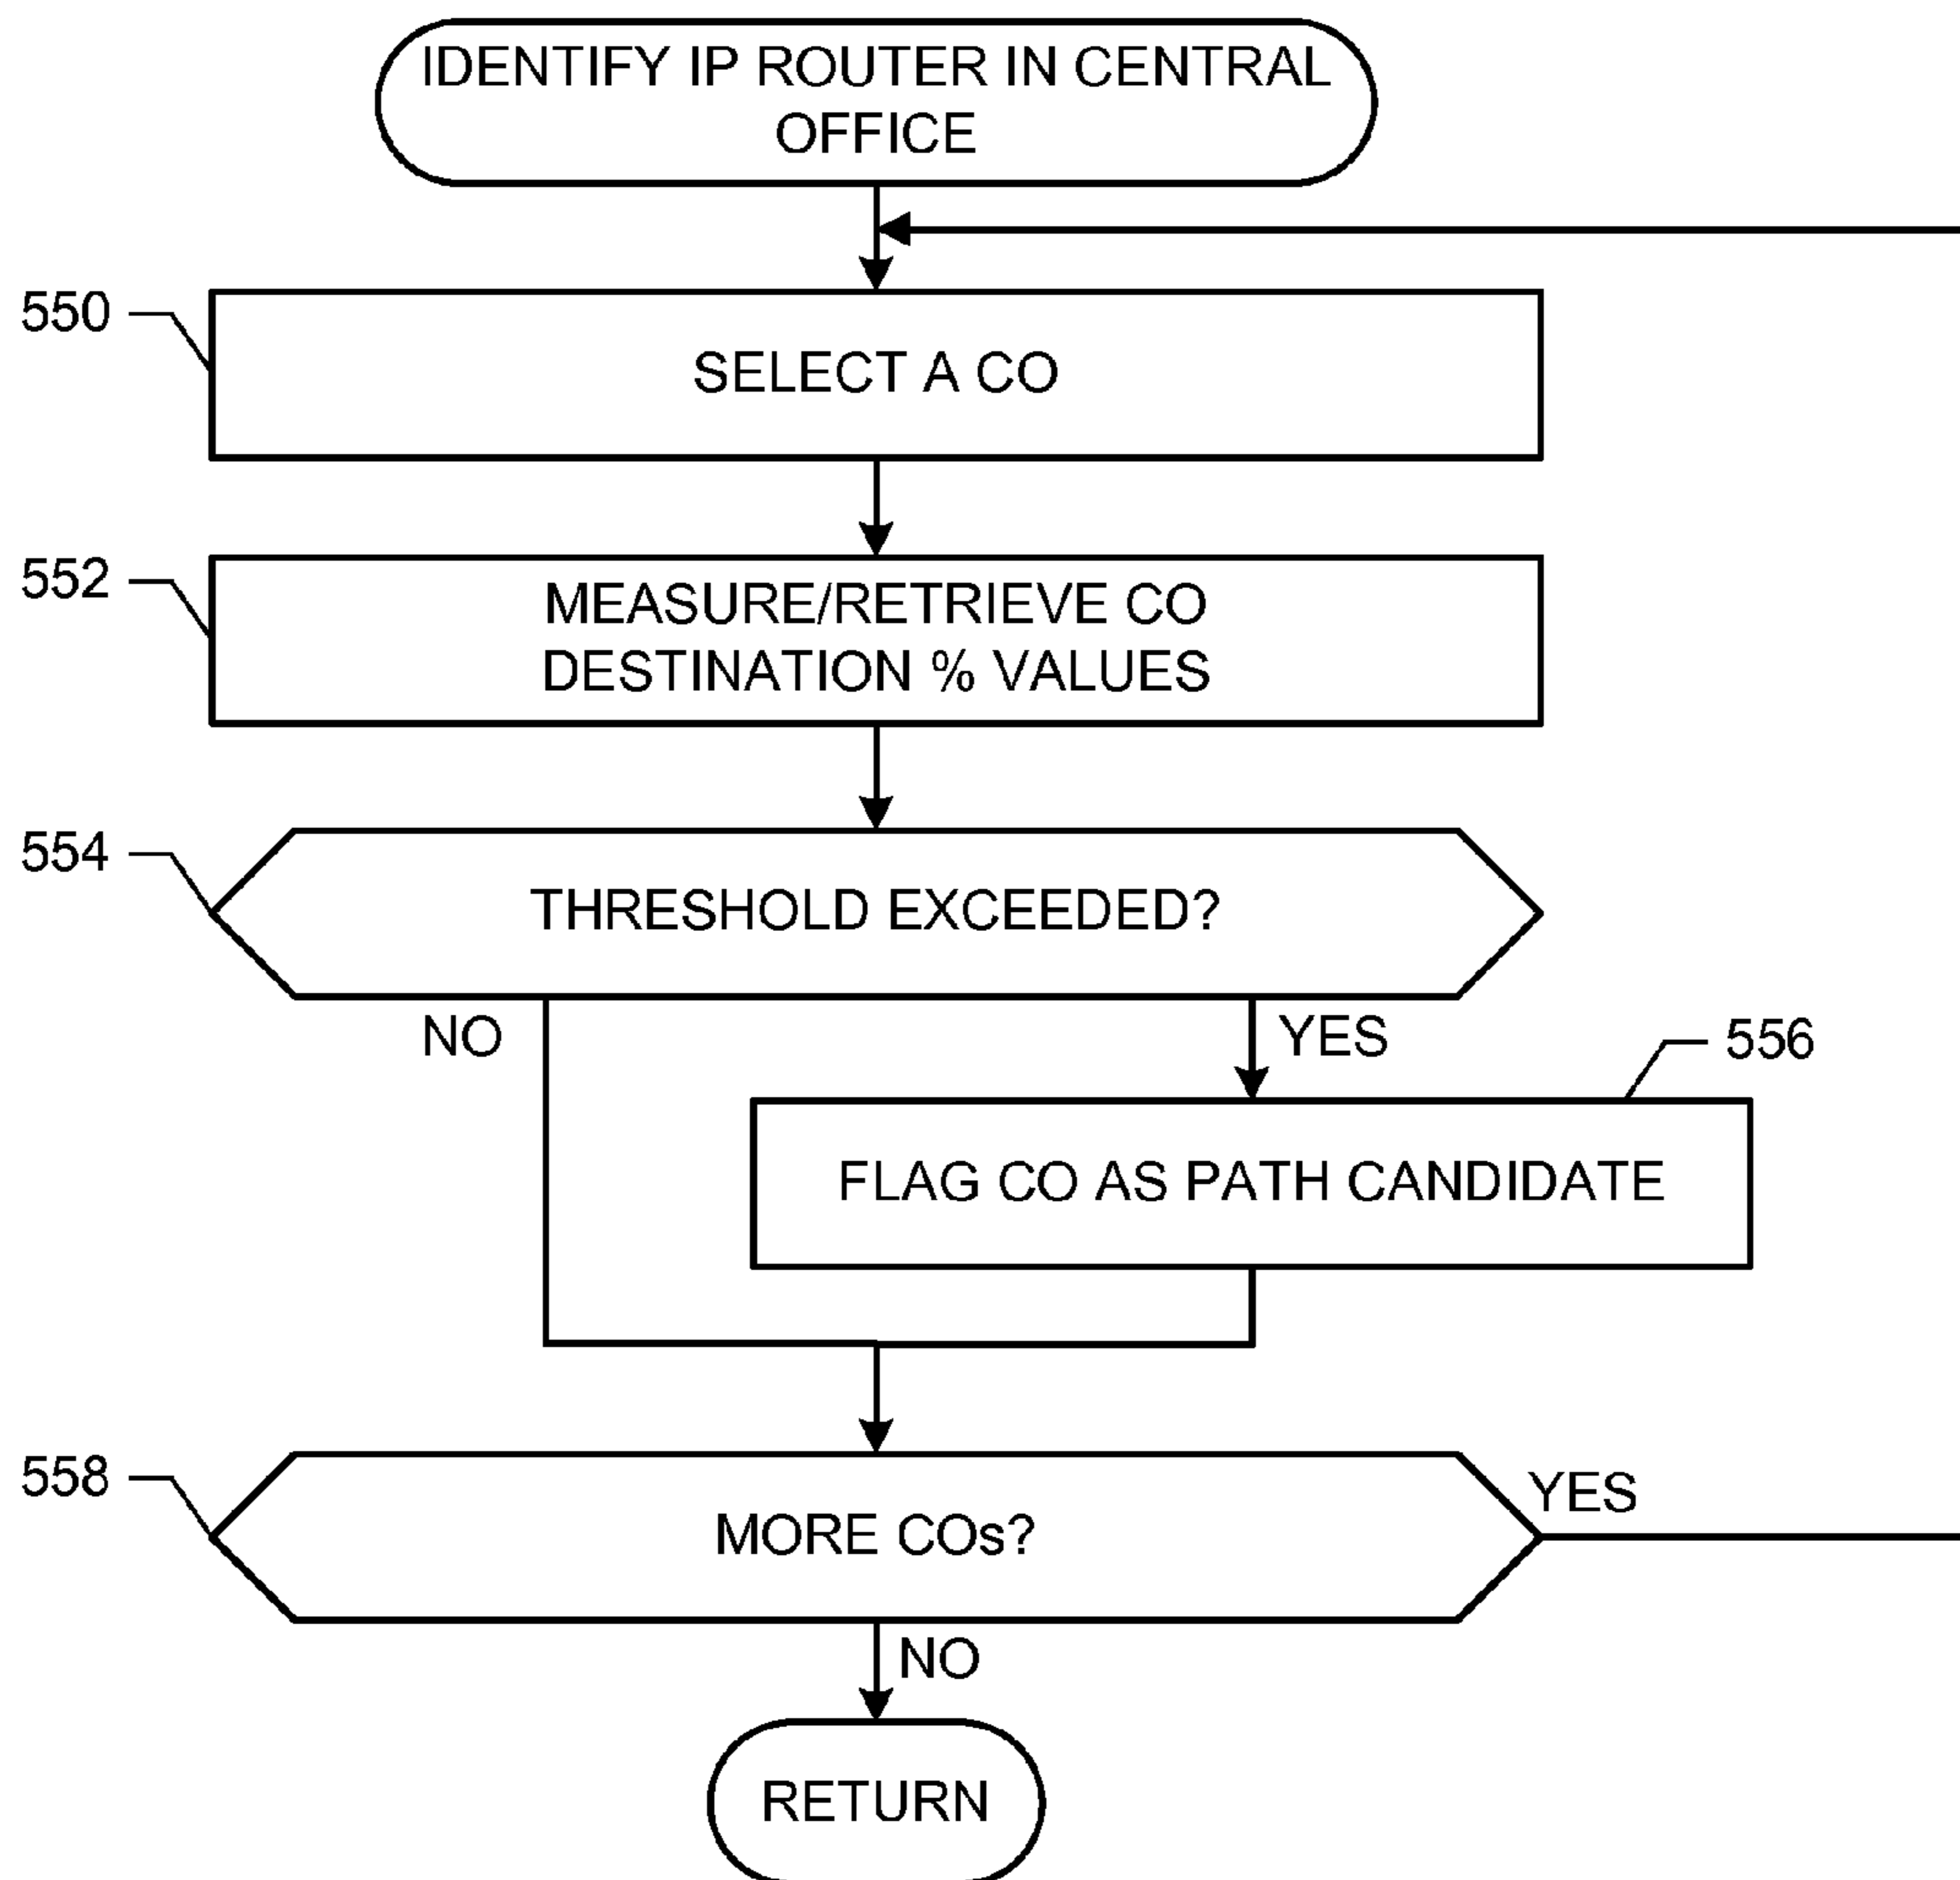 IDENTIFY IP ROUTER IN CENTRAL
OFFICE
550
SELECT A CO
552
MEASURE/RETRIEVE CO
DESTINATION % VALUES
554
THRESHOLD EXCEEDED?
NO
YES
556
FLAG CO AS PATH CANDIDATE
558
MORE COs?
YES
NO
RETURN